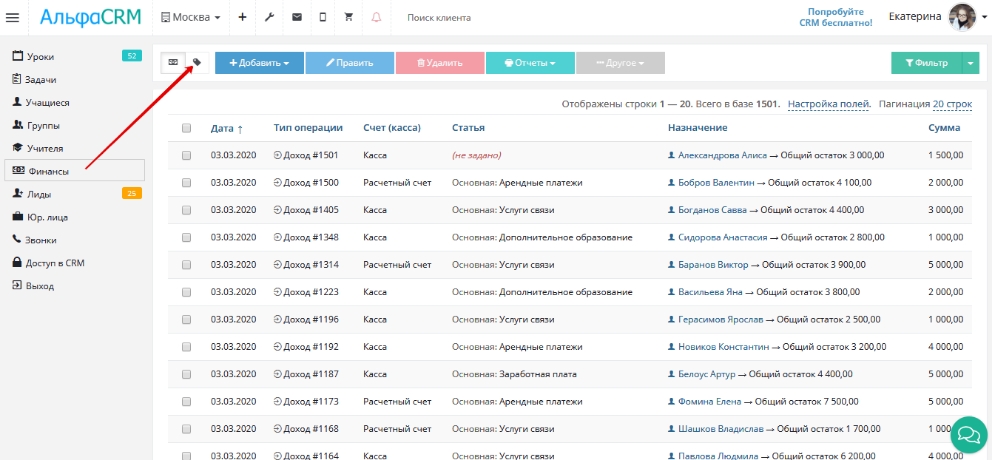 АльфаCRM Москва Поиск клиента Попробуйте CRM бесплатно! Екатерина
Уроки 52
Задачи
Учащиеся
Группы
Учителя
Финансы
Лиды 25
Юр. лица
Звонки
Доступ в CRM
Выход
Добавить Править Удалить Отчеты Другое Фильтр
Отображены строки 1 — 20. Всего в базе 1501. Настройка полей. Пагинация 20 строк
Дата ↑ Тип операции Счет (касса) Статья Назначение Сумма
03.03.2020 Доход #1501 Касса (не задано) Александрова Алиса → Общий остаток 3 000,00 1 500,00
03.03.2020 Доход #1500 Расчетный счет Основная: Арендные платежи Бобров Валентин → Общий остаток 4 100,00 2 000,00
03.03.2020 Доход #1405 Касса Основная: Услуги связи Богданов Савва → Общий остаток 4 400,00 3 000,00
03.03.2020 Доход #1348 Касса Основная: Дополнительное образование Сидорова Анастасия → Общий остаток 2 800,00 1 000,00
03.03.2020 Доход #1314 Расчетный счет Основная: Услуги связи Баранов Виктор → Общий остаток 3 900,00 5 000,00
03.03.2020 Доход #1223 Касса Основная: Дополнительное образование Васильева Яна → Общий остаток 3 800,00 2 000,00
03.03.2020 Доход #1196 Касса Основная: Услуги связи Герасимов Ярослав → Общий остаток 2 500,00 1 000,00
03.03.2020 Доход #1192 Касса Основная: Арендные платежи Новиков Константин → Общий остаток 3 200,00 4 000,00
03.03.2020 Доход #1187 Касса Основная: Заработная плата Белоус Артур → Общий остаток 4 400,00 5 000,00
03.03.2020 Доход #1173 Расчетный счет Основная: Арендные платежи Фомина Елена → Общий остаток 7 500,00 5 000,00
03.03.2020 Доход #1168 Расчетный счет Основная: Услуги связи Шашков Владислав → Общий остаток 1 700,00
03.03.2020 Доход #1164 Касса Основная: Услуги связи Павлова Людмила → Общий остаток 6 200,00 4 000,00